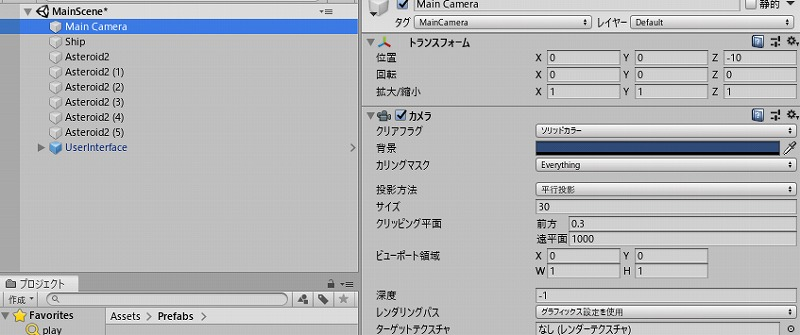 MainScene*
Main Camera
Ship
Asteroid2
Asteroid2 (1)
Asteroid2 (2)
Asteroid2 (3)
Asteroid2 (4)
Asteroid2 (5)
UserInterface
プロジェクト
作成
Favorites
play
Assets Prefabs
Main Camera 静的
タグ MainCamera レイヤー Default
トランスフォーム
位置 X 0 Y 0 Z -10
回転 X 0 Y 0 Z 0
拡大/縮小 X 1 Y 1 Z 1
カメラ
クリアフラグ ソリッドカラー
背景
カリングマスク Everything
投影方法 平行投影
サイズ 30
クリッピング平面 前方 0.3
遠平面 1000
ビューポート領域 X 0 Y 0
W 1 H 1
深度 -1
レンダリングパス グラフィックス設定を使用
ターゲットテクスチャ なし (レンダーテクスチャ)